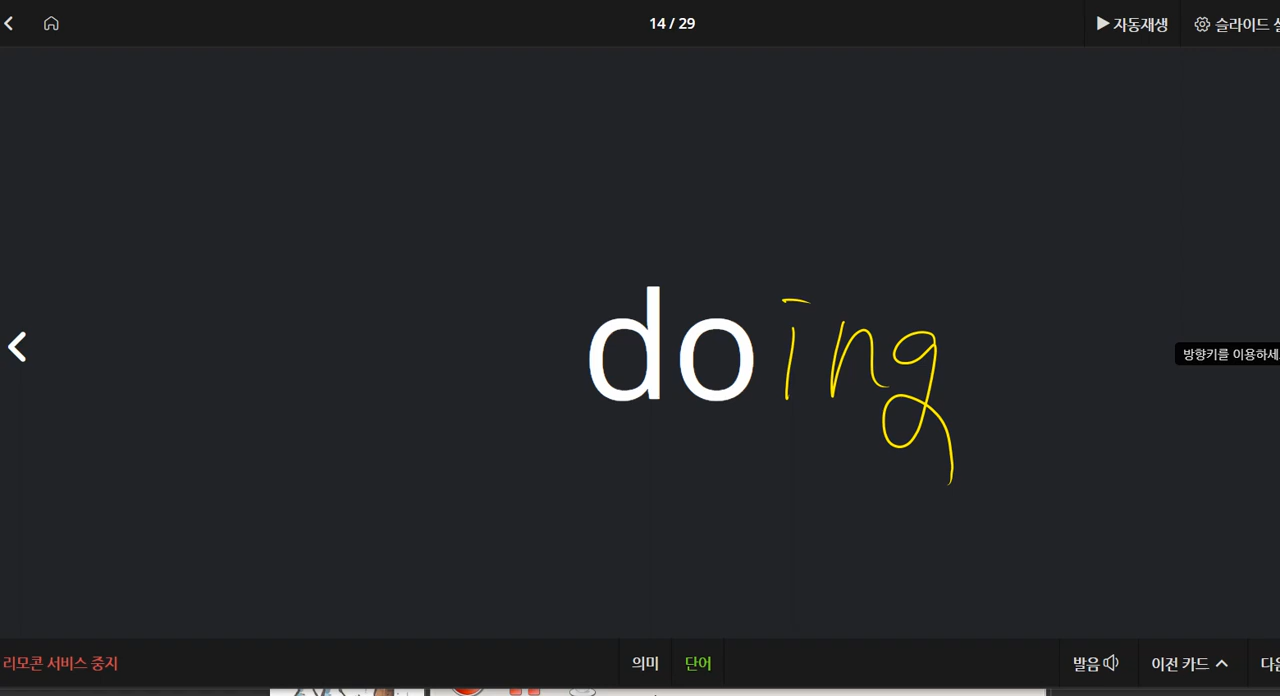 14 / 29
자동재생
슬라이드
doing
방향키를 이용하세
리모콘 서비스 중지
의미
단어
발음
이전 카드